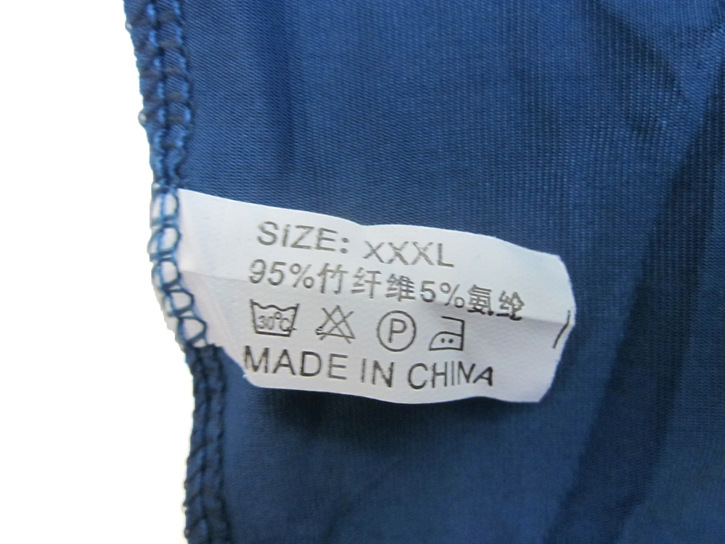 SiZE: XXXL
95%竹纤维5%氨纶
30°C P
MADE IN CHINA